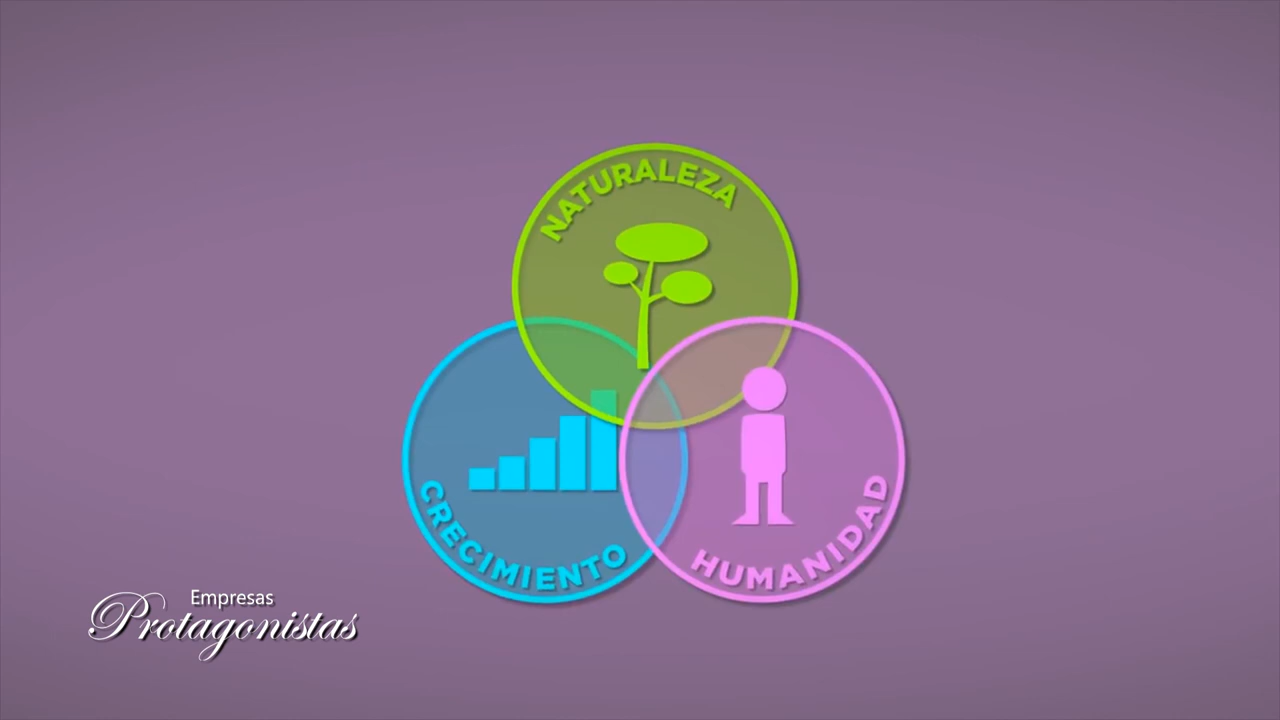 NATURALEZA
CRECIMIENTO
HUMANIDAD
Empresas
Protagonistas